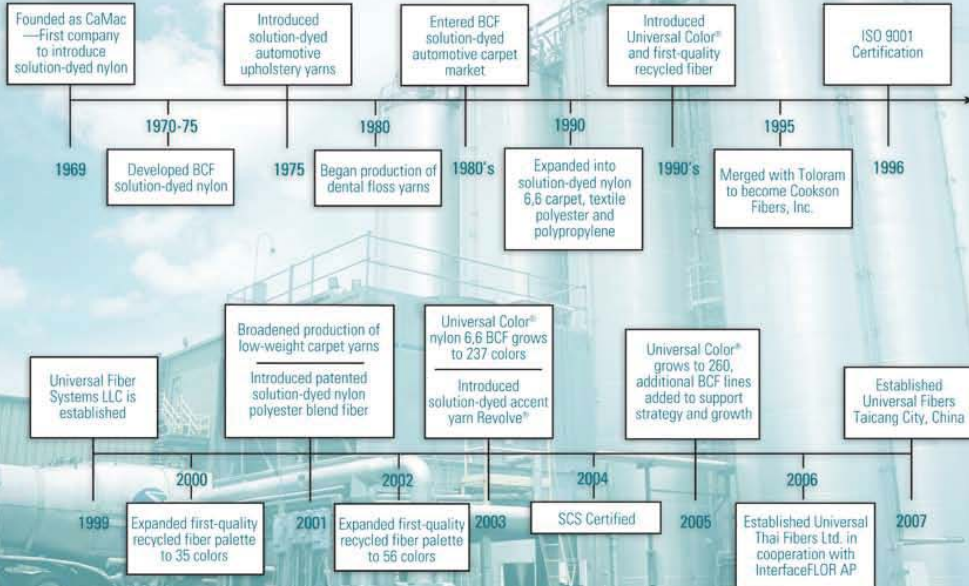 Founded as CaMac
—First company
to introduce
solution-dyed nylon
1969
1970-75
Developed BCF
solution-dyed nylon
Introduced
solution-dyed
automotive
upholstery yarns
1975
1980
Began production of
dental floss yarns
Entered BCF
solution-dyed
automotive carpet
market
1980's
1990
Expanded into
solution-dyed nylon
6,6 carpet, textile
polyester and
polypropylene
Introduced
Universal Color®
and first-quality
recycled fiber
1990's
1995
Merged with Toloram
to become Cookson
Fibers, Inc.
ISO 9001
Certification
1996
Universal Fiber
Systems LLC is
established
1999
2000
Expanded first-quality
recycled fiber palette
to 35 colors
Broadened production of
low-weight carpet yarns
Introduced patented
solution-dyed nylon
polyester blend fiber
2001
2002
Expanded first-quality
recycled fiber palette
to 56 colors
Universal Color®
nylon 6,6 BCF grows
to 237 colors
Introduced
solution-dyed accent
yarn Revolve®
2003
2004
SCS Certified
Universal Color®
grows to 260,
additional BCF lines
added to support
strategy and growth
2005
2006
Established Universal
Thai Fibers Ltd. in
cooperation with
InterfaceFLOR AP
Established
Universal Fibers
Taicang City, China
2007